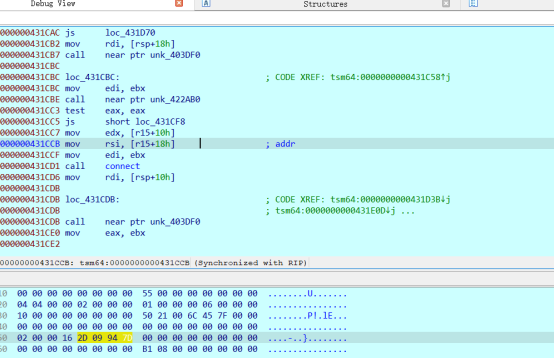 Debug View
Structures
000000431CAC js loc_431D70
000000431CB2 mov rdi, [rsp+18h]
000000431CB7 call near ptr unk_403DF0
000000431CBC
000000431CBC loc_431CBC: ; CODE XREF: tsm64:0000000000431C58↑j
000000431CBC mov edi, ebx
000000431CBE call near ptr unk_422AB0
000000431CC3 test eax, eax
000000431CC5 js short loc_431CF8
000000431CC7 mov edx, [r15+10h]
000000431CCB mov rsi, [r15+18h] ; addr
000000431CCF mov edi, ebx
000000431CD1 call connect
000000431CD6 mov rdi, [rsp+10h]
000000431CDB
000000431CDB loc_431CDB: ; CODE XREF: tsm64:0000000000431D3B↓j
000000431CDB ; tsm64:0000000000431E0D↓j ...
000000431CDB call near ptr unk_403DF0
000000431CE0 mov eax, ebx
000000431CE2
00000000431CCB: tsm64:0000000000431CCB (Synchronized with RIP)
10 00 00 00 00 00 00 00 00 55 00 00 00 00 00 00 00 ........U.......
20 04 04 00 00 02 00 00 00 01 00 00 00 06 00 00 00 ................
30 10 00 00 00 00 00 00 00 50 21 00 6C 45 7F 00 00 ........P!.lE...
40 00 00 00 00 00 00 00 00 00 00 00 00 00 00 00 00 ................
50 02 00 00 16 2D 09 94 7D 00 00 00 00 00 00 00 00 ....-..}........
60 00 00 00 00 00 00 00 00 B1 08 00 00 00 00 00 00 ................